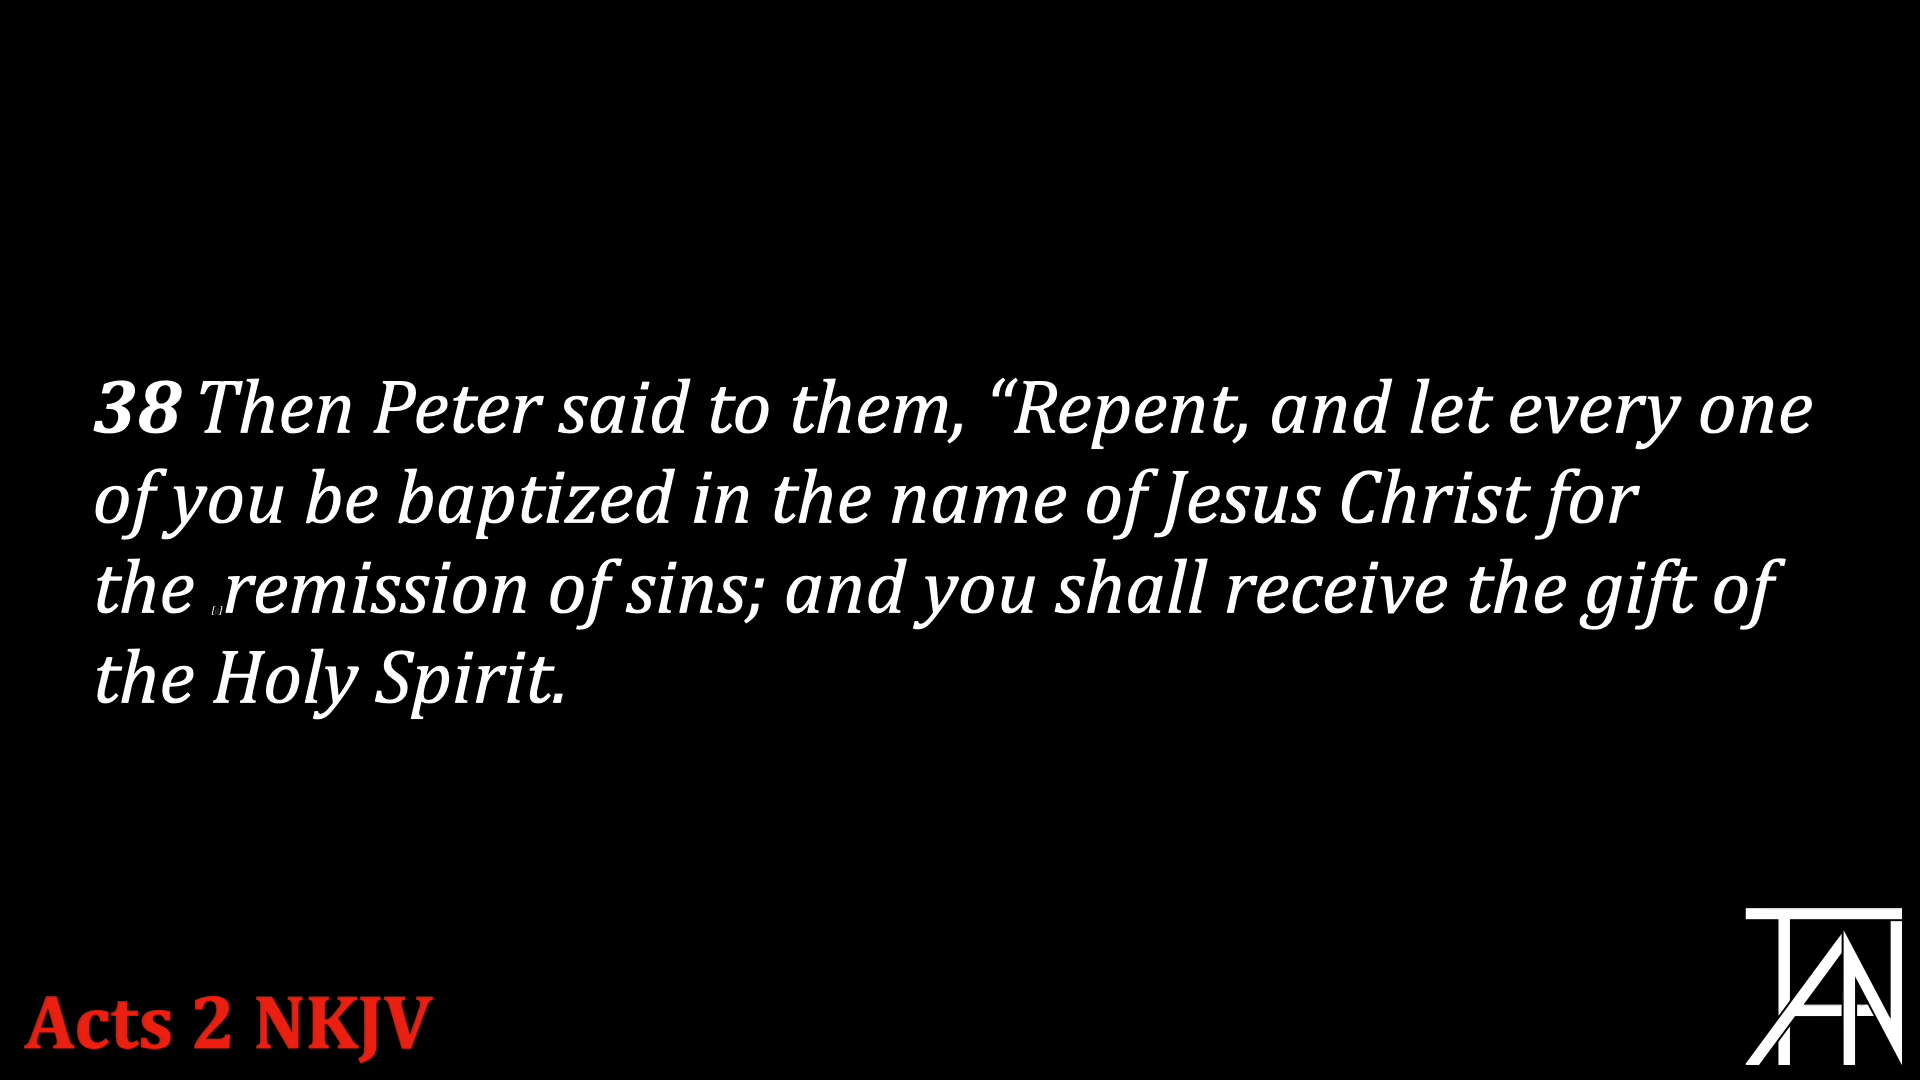 38 Then Peter said to them, “Repent, and let every one
of you be baptized in the name of Jesus Christ for
the remission of sins; and you shall receive the gift of
the Holy Spirit.
Acts 2 NKJV
TAN